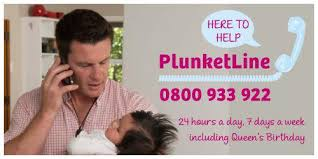 HERE TO
HELP
PlunketLine
0800 933 922
24 hours a day, 7 days a week
including Queen's Birthday